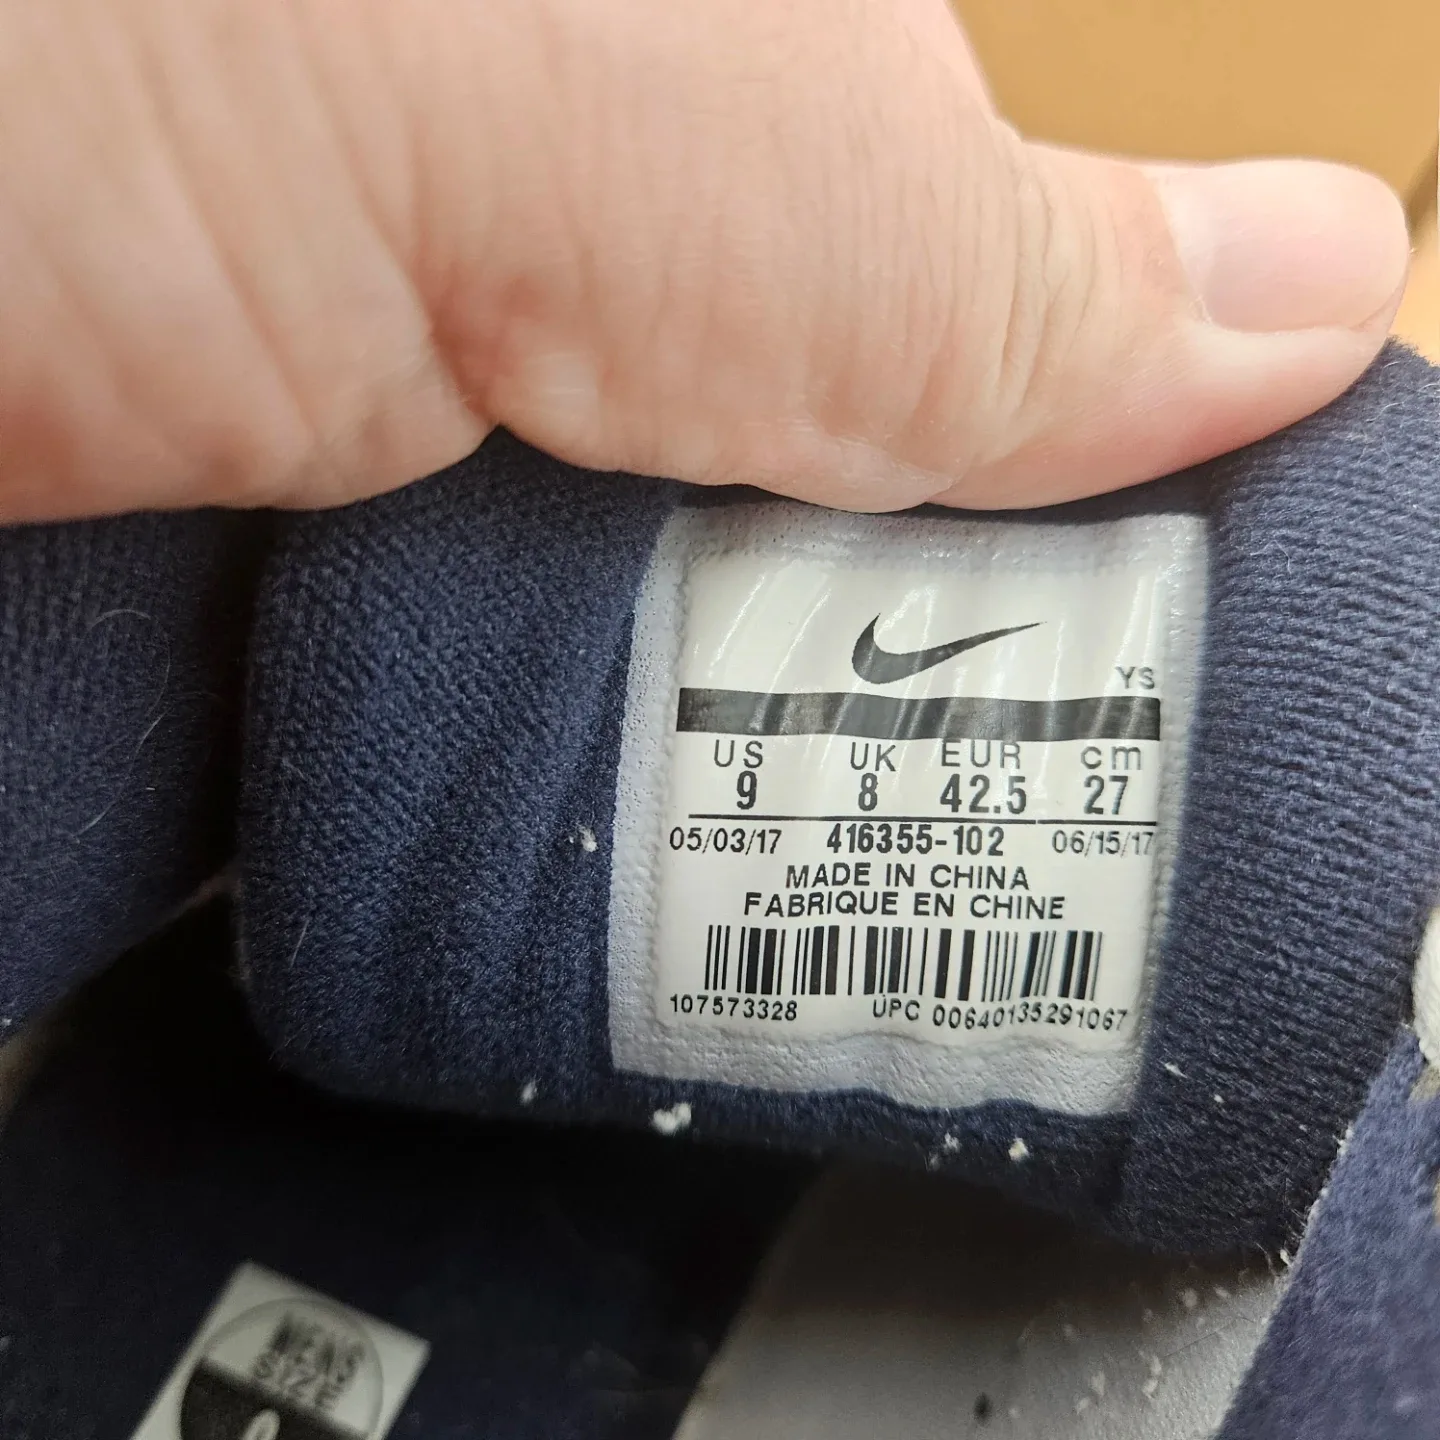 YS
US UK EUR cm
9 8 42.5 27
05/03/17 416355-102 06/15/17
MADE IN CHINA
FABRIQUE EN CHINE
107573328 UPC 00640135291067
MENS
SIZE